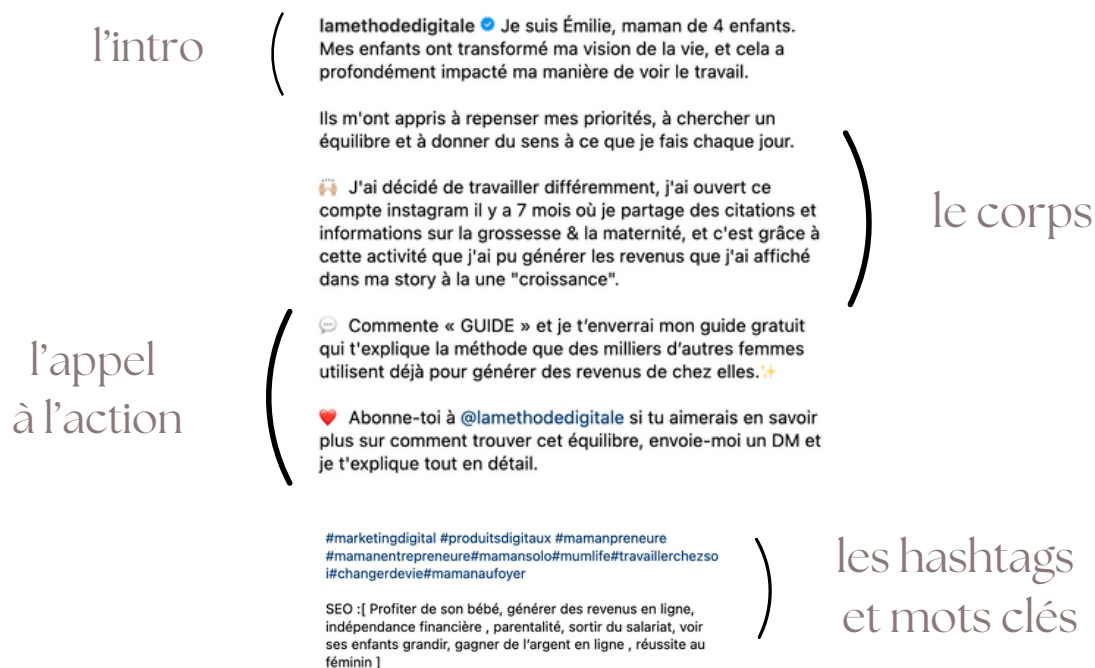 l'intro
lamethodedigitale Je suis Émilie, maman de 4 enfants.
Mes enfants ont transformé ma vision de la vie, et cela a
profondément impacté ma manière de voir le travail.
Ils m'ont appris à repenser mes priorités, à chercher un
équilibre et à donner du sens à ce que je fais chaque jour.
🙌🏼 J'ai décidé de travailler différemment, j'ai ouvert ce
compte instagram il y a 7 mois où je partage des citations et
informations sur la grossesse & la maternité, et c'est grâce à
cette activité que j'ai pu générer les revenus que j'ai affiché
dans ma story à la une "croissance".
le corps
💬 Commente « GUIDE » et je t'enverrai mon guide gratuit
qui t'explique la méthode que des milliers d'autres femmes
utilisent déjà pour générer des revenus de chez elles.✨
❤️ Abonne-toi à @lamethodedigitale si tu aimerais en savoir
plus sur comment trouver cet équilibre, envoie-moi un DM et
je t'explique tout en détail.
l'appel
à l'action
#marketingdigital #produitsdigitaux #mamanpreneure
#mamanentrepreneure#mamansolo#mumlife#travaillerchezso
i#changerdevie#mamanaufoyer
SEO :[ Profiter de son bébé, générer des revenus en ligne,
indépendance financière , parentalité, sortir du salariat, voir
ses enfants grandir, gagner de l'argent en ligne , réussite au
féminin ]
les hashtags
et mots clés